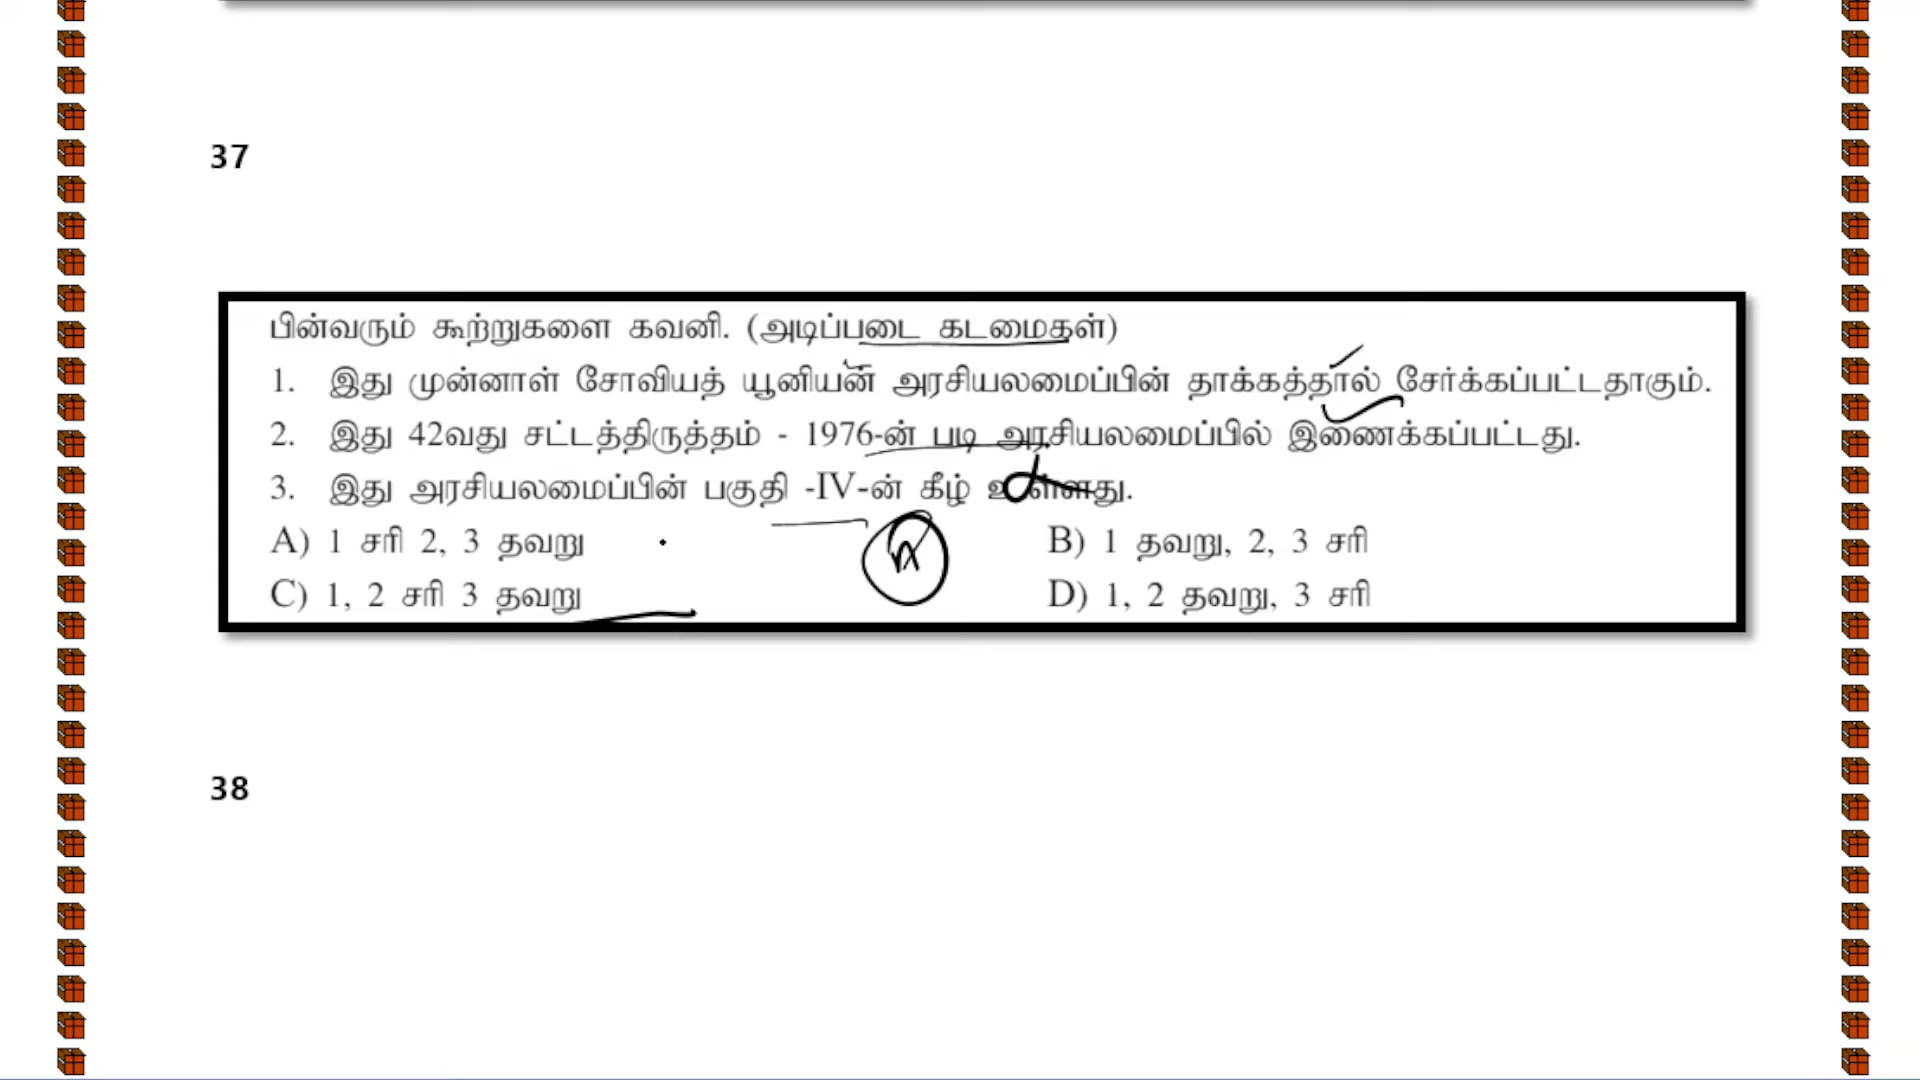 37
பின்வரும் கூற்றுகளை கவனி. (அடிப்படை கடமைகள்)
1. இது முன்னாள் சோவியத் யூனியன் அரசியலமைப்பின் தாக்கத்தால் சேர்க்கப்பட்டதாகும்.
2. இது 42வது சட்டத்திருத்தம் - 1976-ன் படி அரசியலமைப்பில் இணைக்கப்பட்டது.
3. இது அரசியலமைப்பின் பகுதி -IV-ன் கீழ் உள்ளது.
A) 1 சரி 2, 3 தவறு B) 1 தவறு, 2, 3 சரி
C) 1, 2 சரி 3 தவறு D) 1, 2 தவறு, 3 சரி
38